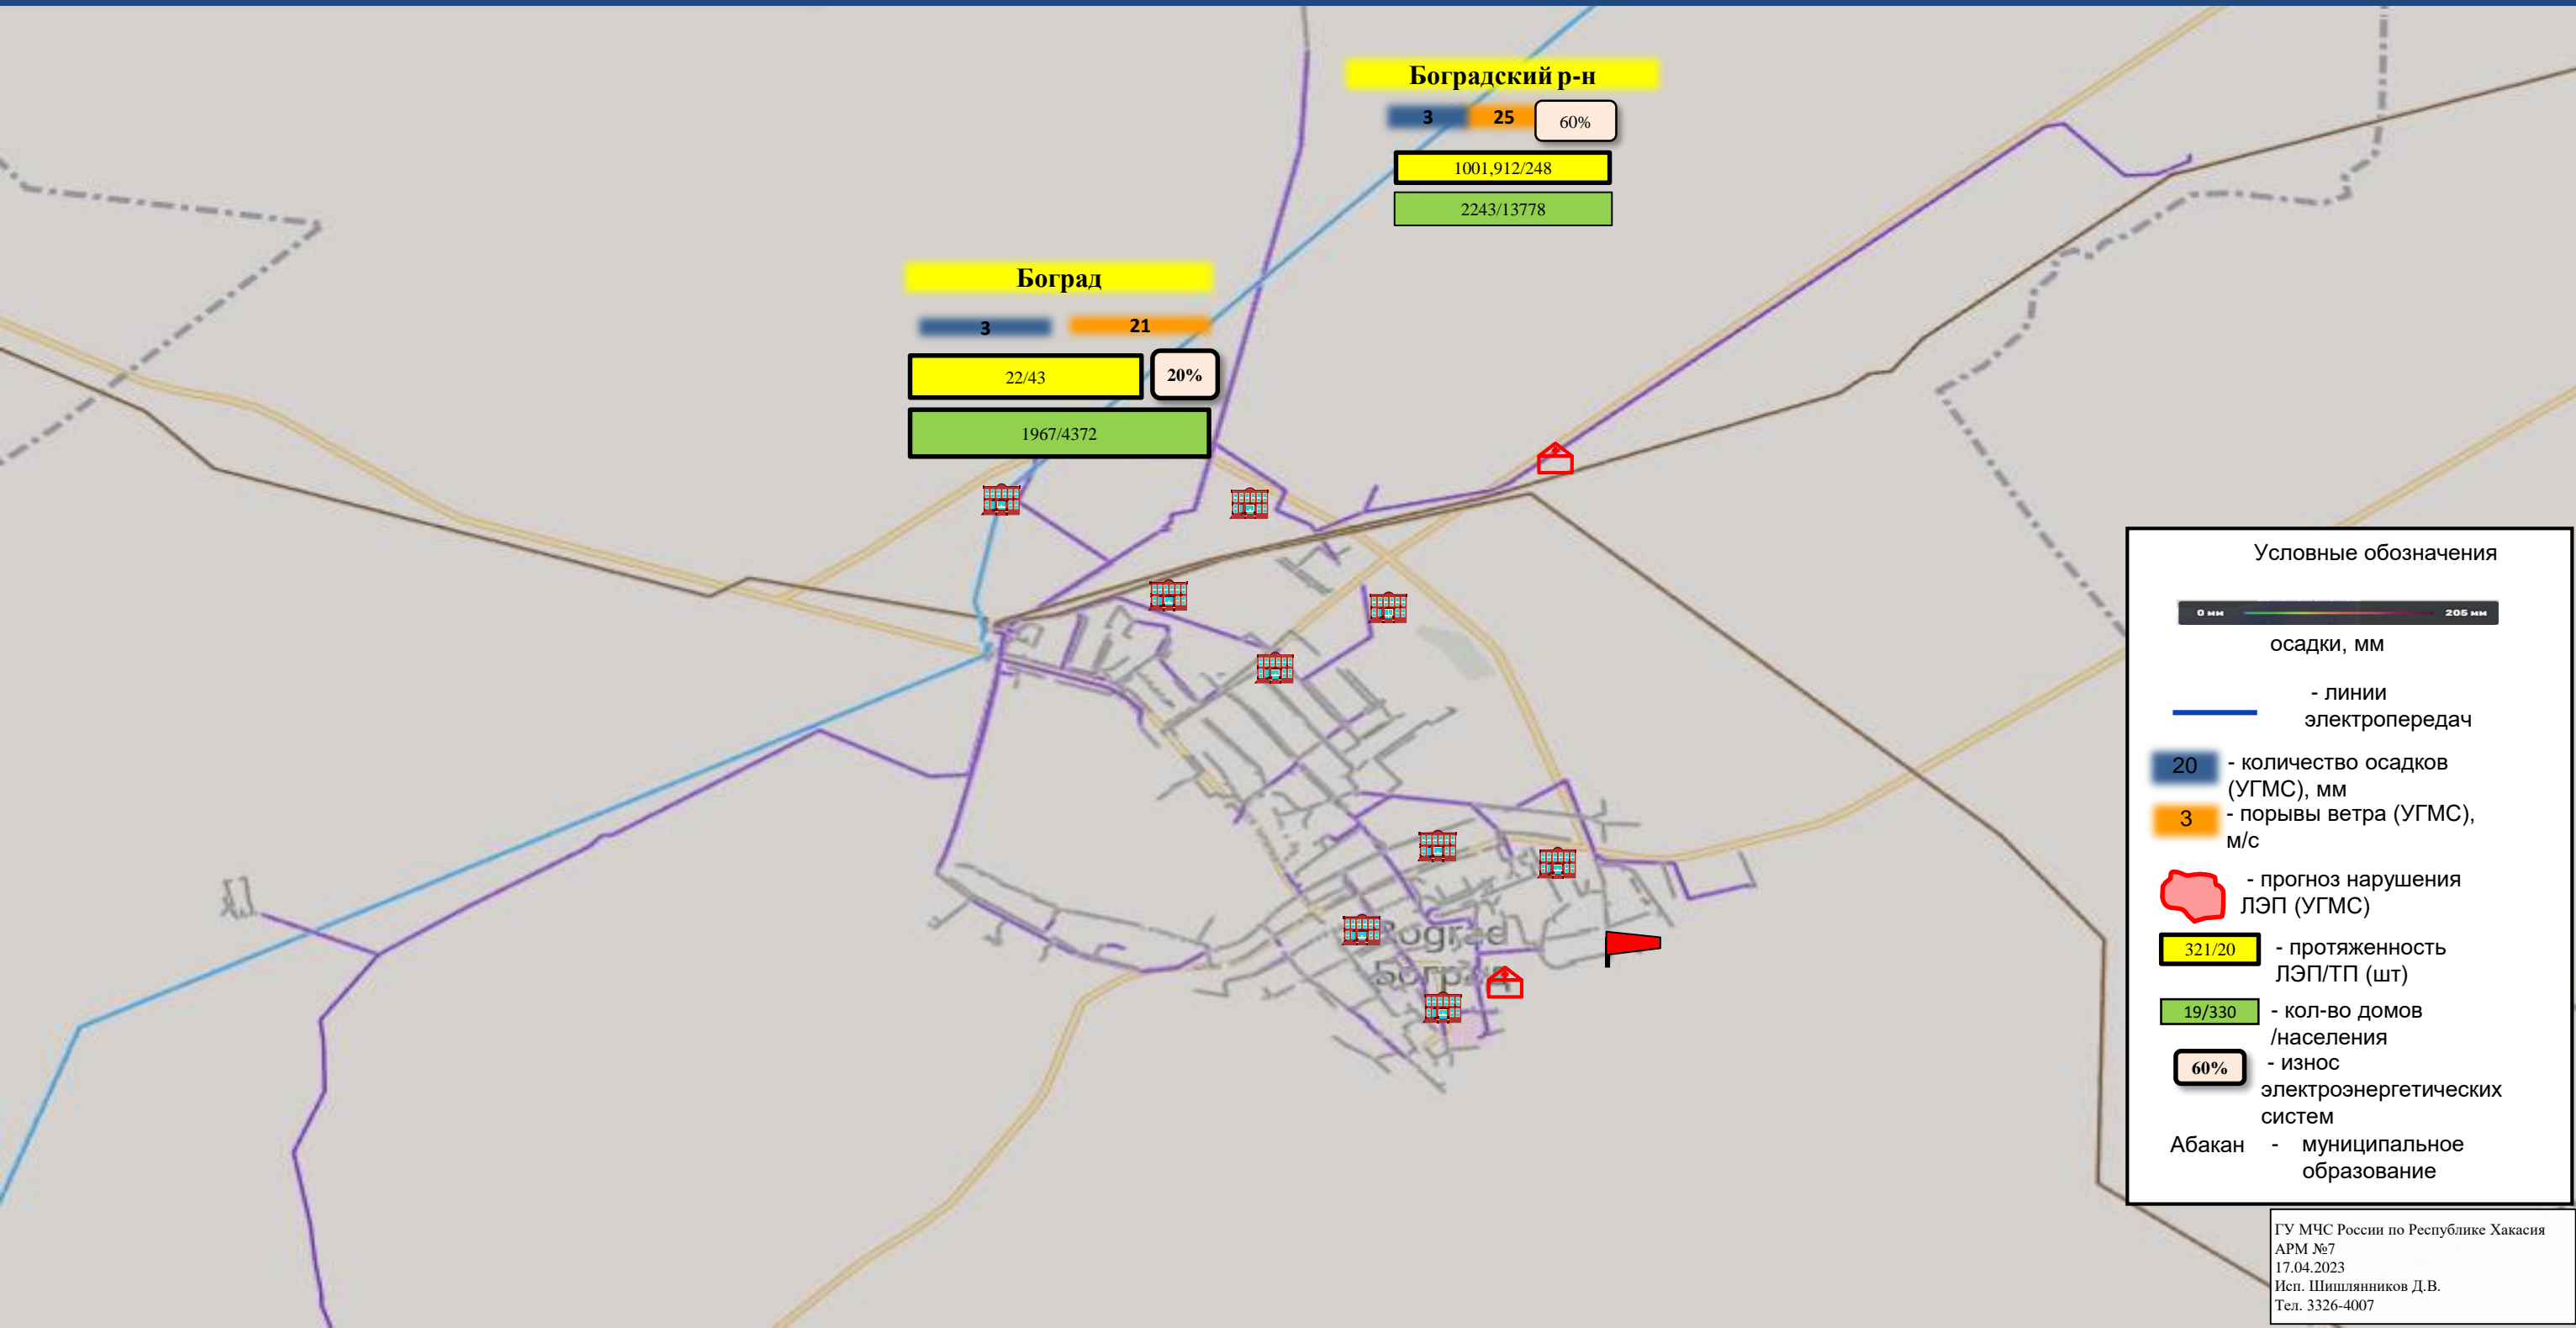 Боградский р-н
3 25 60%
1001,912/248
2243/13778
Боград
3 21
22/43 20%
1967/4372
Bograd
Боград
Условные обозначения
0 мм 205 мм
осадки, мм
- линии
электропередач
20 - количество осадков
(УГМС), мм
3 - порывы ветра (УГМС),
м/с
- прогноз нарушения
ЛЭП (УГМС)
321/20 - протяженность
ЛЭП/ТП (шт)
19/330 - кол-во домов
/населения
60% - износ
электроэнергетических
систем
Абакан - муниципальное
образование
ГУ МЧС России по Республике Хакасия
АРМ №7
17.04.2023
Исп. Шишлянников Д.В.
Тел. 3326-4007